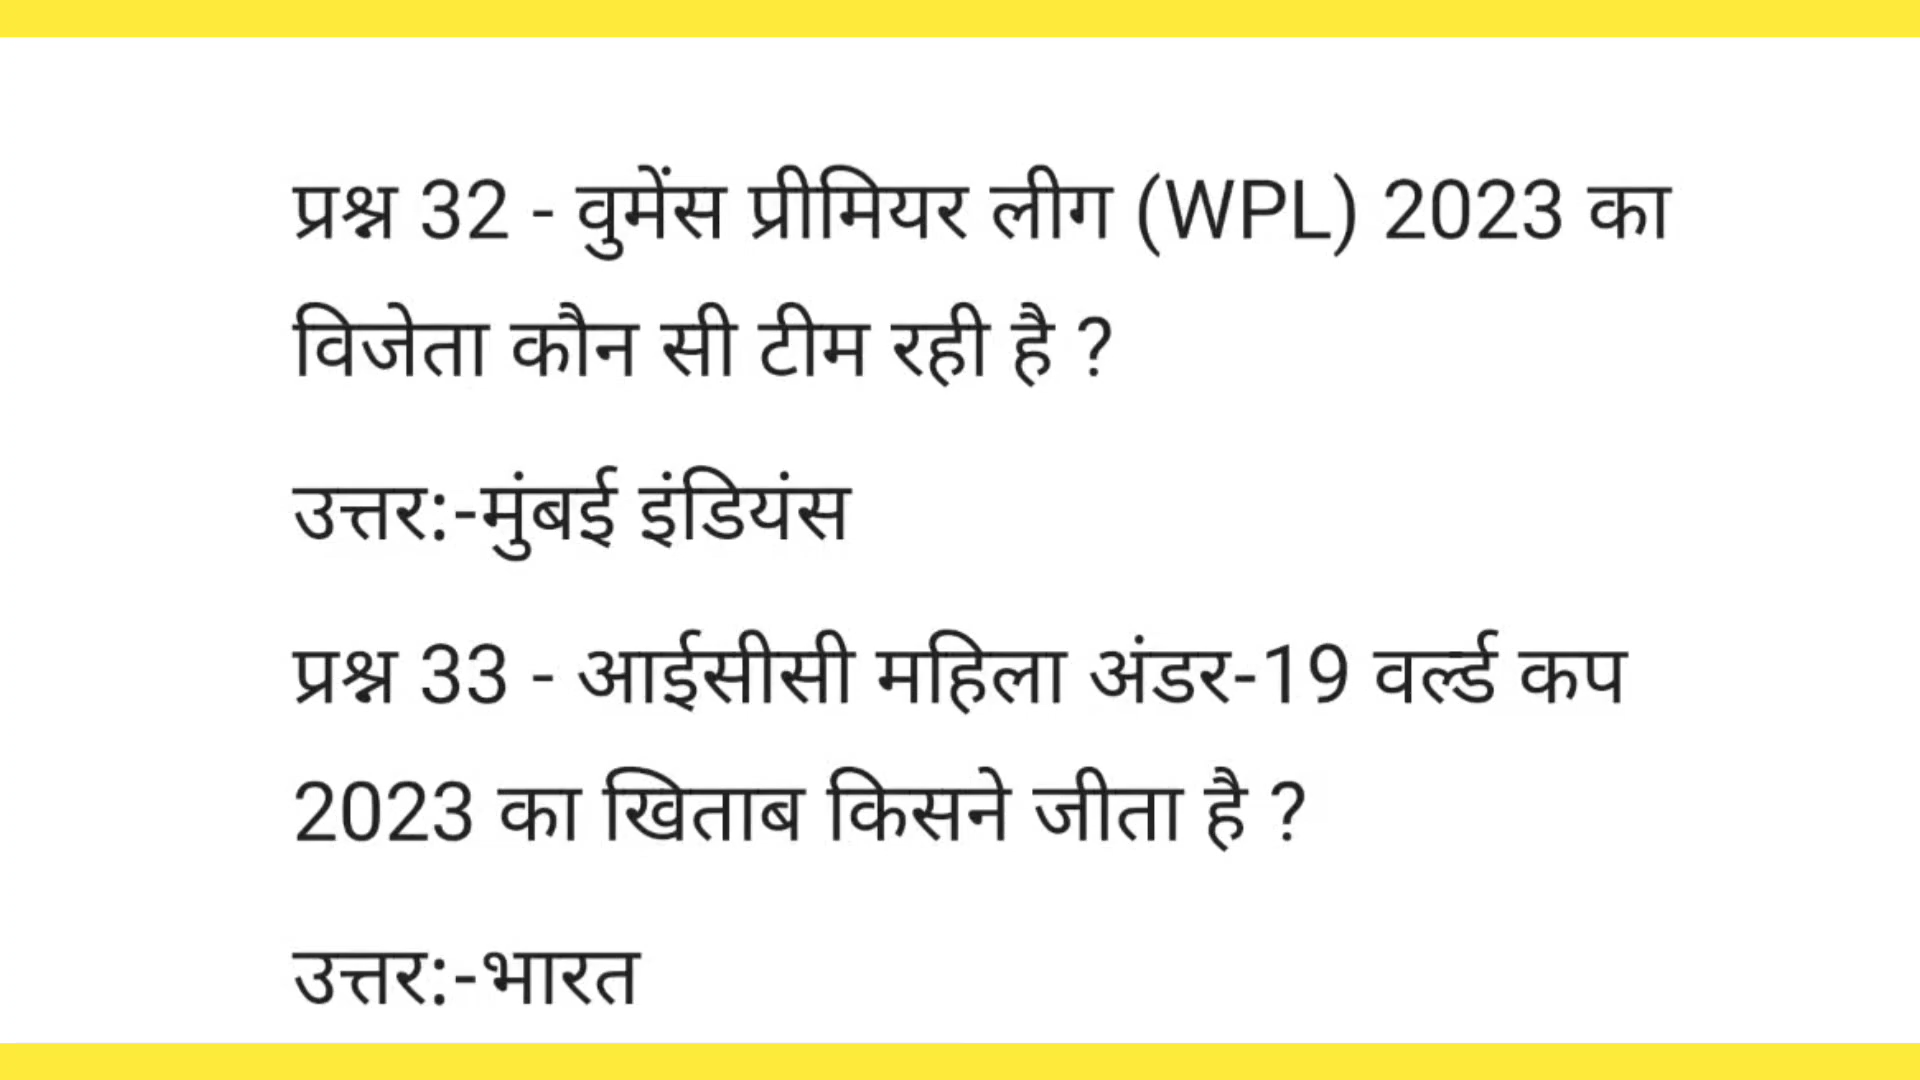 प्रश्न 32 - वुमेंस प्रीमियर लीग (WPL) 2023 का
विजेता कौन सी टीम रही है ?
उत्तर:-मुंबई इंडियंस
प्रश्न 33 - आईसीसी महिला अंडर-19 वर्ल्ड कप
2023 का खिताब किसने जीता है ?
उत्तर:-भारत